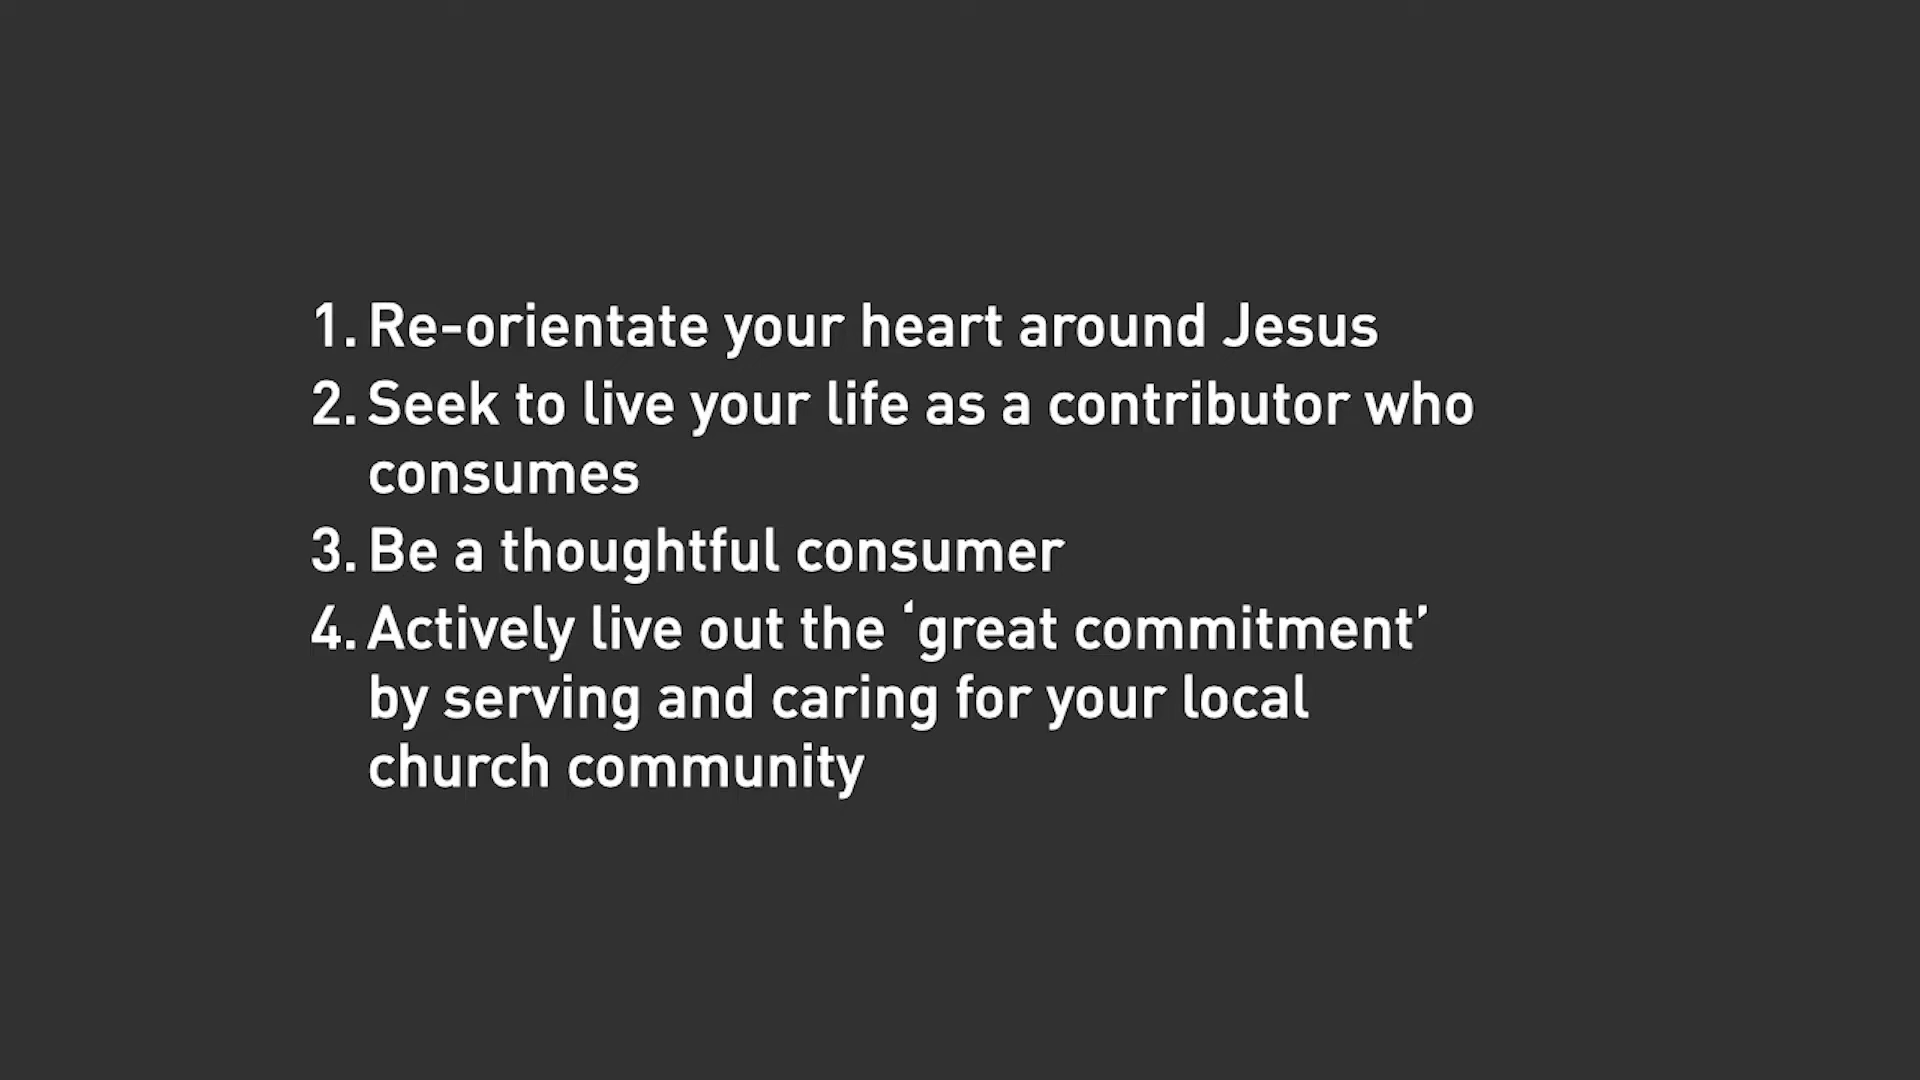 1. Re-orientate your heart around Jesus
2. Seek to live your life as a contributor who
consumes
3. Be a thoughtful consumer
4. Actively live out the ‘great commitment’
by serving and caring for your local
church community